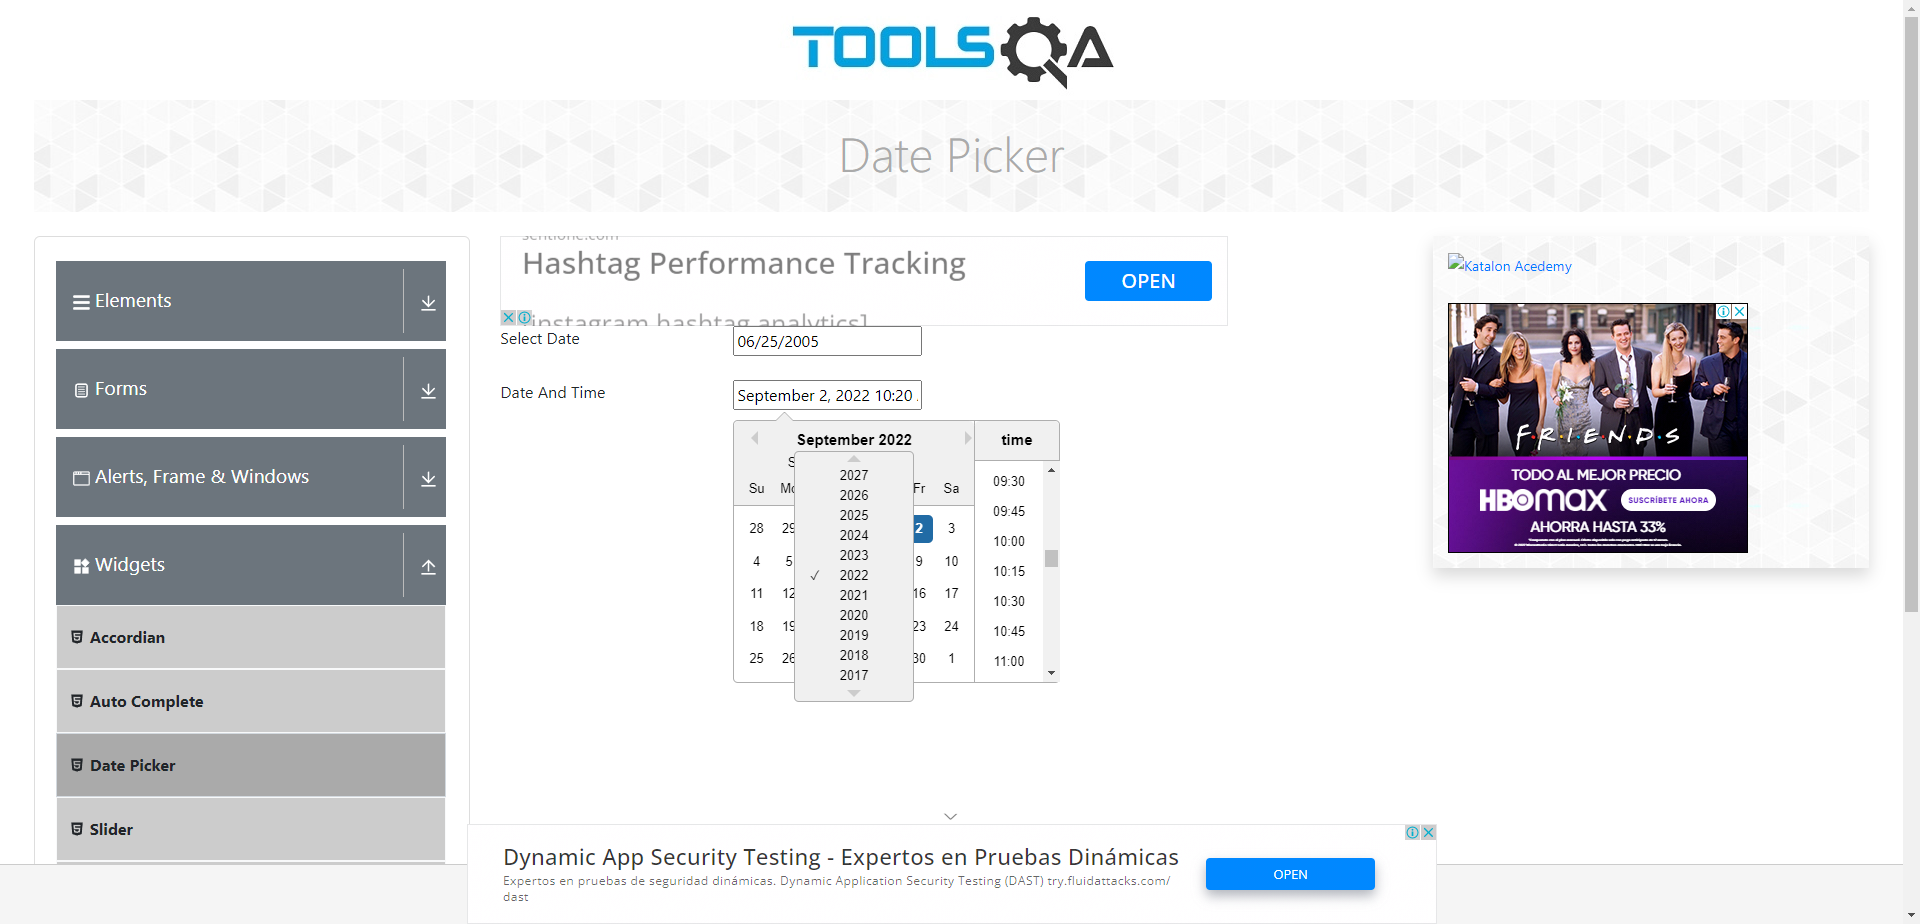 TOOLSQA
Date Picker
Elements
Forms
Alerts, Frame & Windows
Widgets
Accordian
Auto Complete
Date Picker
Slider
sentione.com
Hashtag Performance Tracking
[instagram hashtag analytics]
OPEN
Select Date
06/25/2005
Date And Time
September 2, 2022 10:20
September 2022
time
S
Su Mo Fr Sa
28 29 2 3
4 5 9 10
11 12 16 17
18 19 23 24
25 26 30 1
2027
2026
2025
2024
2023
✓ 2022
2021
2020
2019
2018
2017
09:30
09:45
10:00
10:15
10:30
10:45
11:00
Katalon Acedemy
F·R·I·E·N·D·S
TODO AL MEJOR PRECIO
HBOMAX
SUSCRÍBETE AHORA
AHORRA HASTA 33%
Dynamic App Security Testing - Expertos en Pruebas Dinámicas
Expertos en pruebas de seguridad dinámicas. Dynamic Application Security Testing (DAST) try.fluidattacks.com/
dast
OPEN